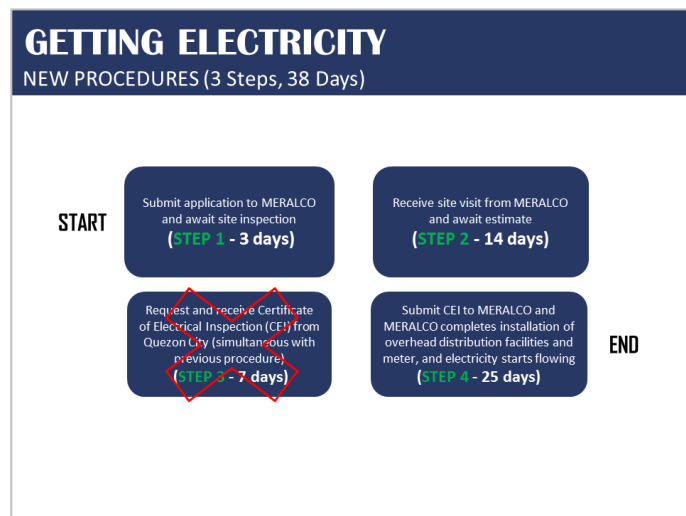 GETTING ELECTRICITY
NEW PROCEDURES (3 Steps, 38 Days)
START
Submit application to MERALCO
and await site inspection
(STEP 1 - 3 days)
Receive site visit from MERALCO
and await estimate
(STEP 2 - 14 days)
Request and receive Certificate
of Electrical Inspection (CEI) from
Quezon City (simultaneous with
previous procedure)
(STEP 3 - 7 days)
Submit CEI to MERALCO and
MERALCO completes installation of
overhead distribution facilities and
meter, and electricity starts flowing
(STEP 4 - 25 days)
END